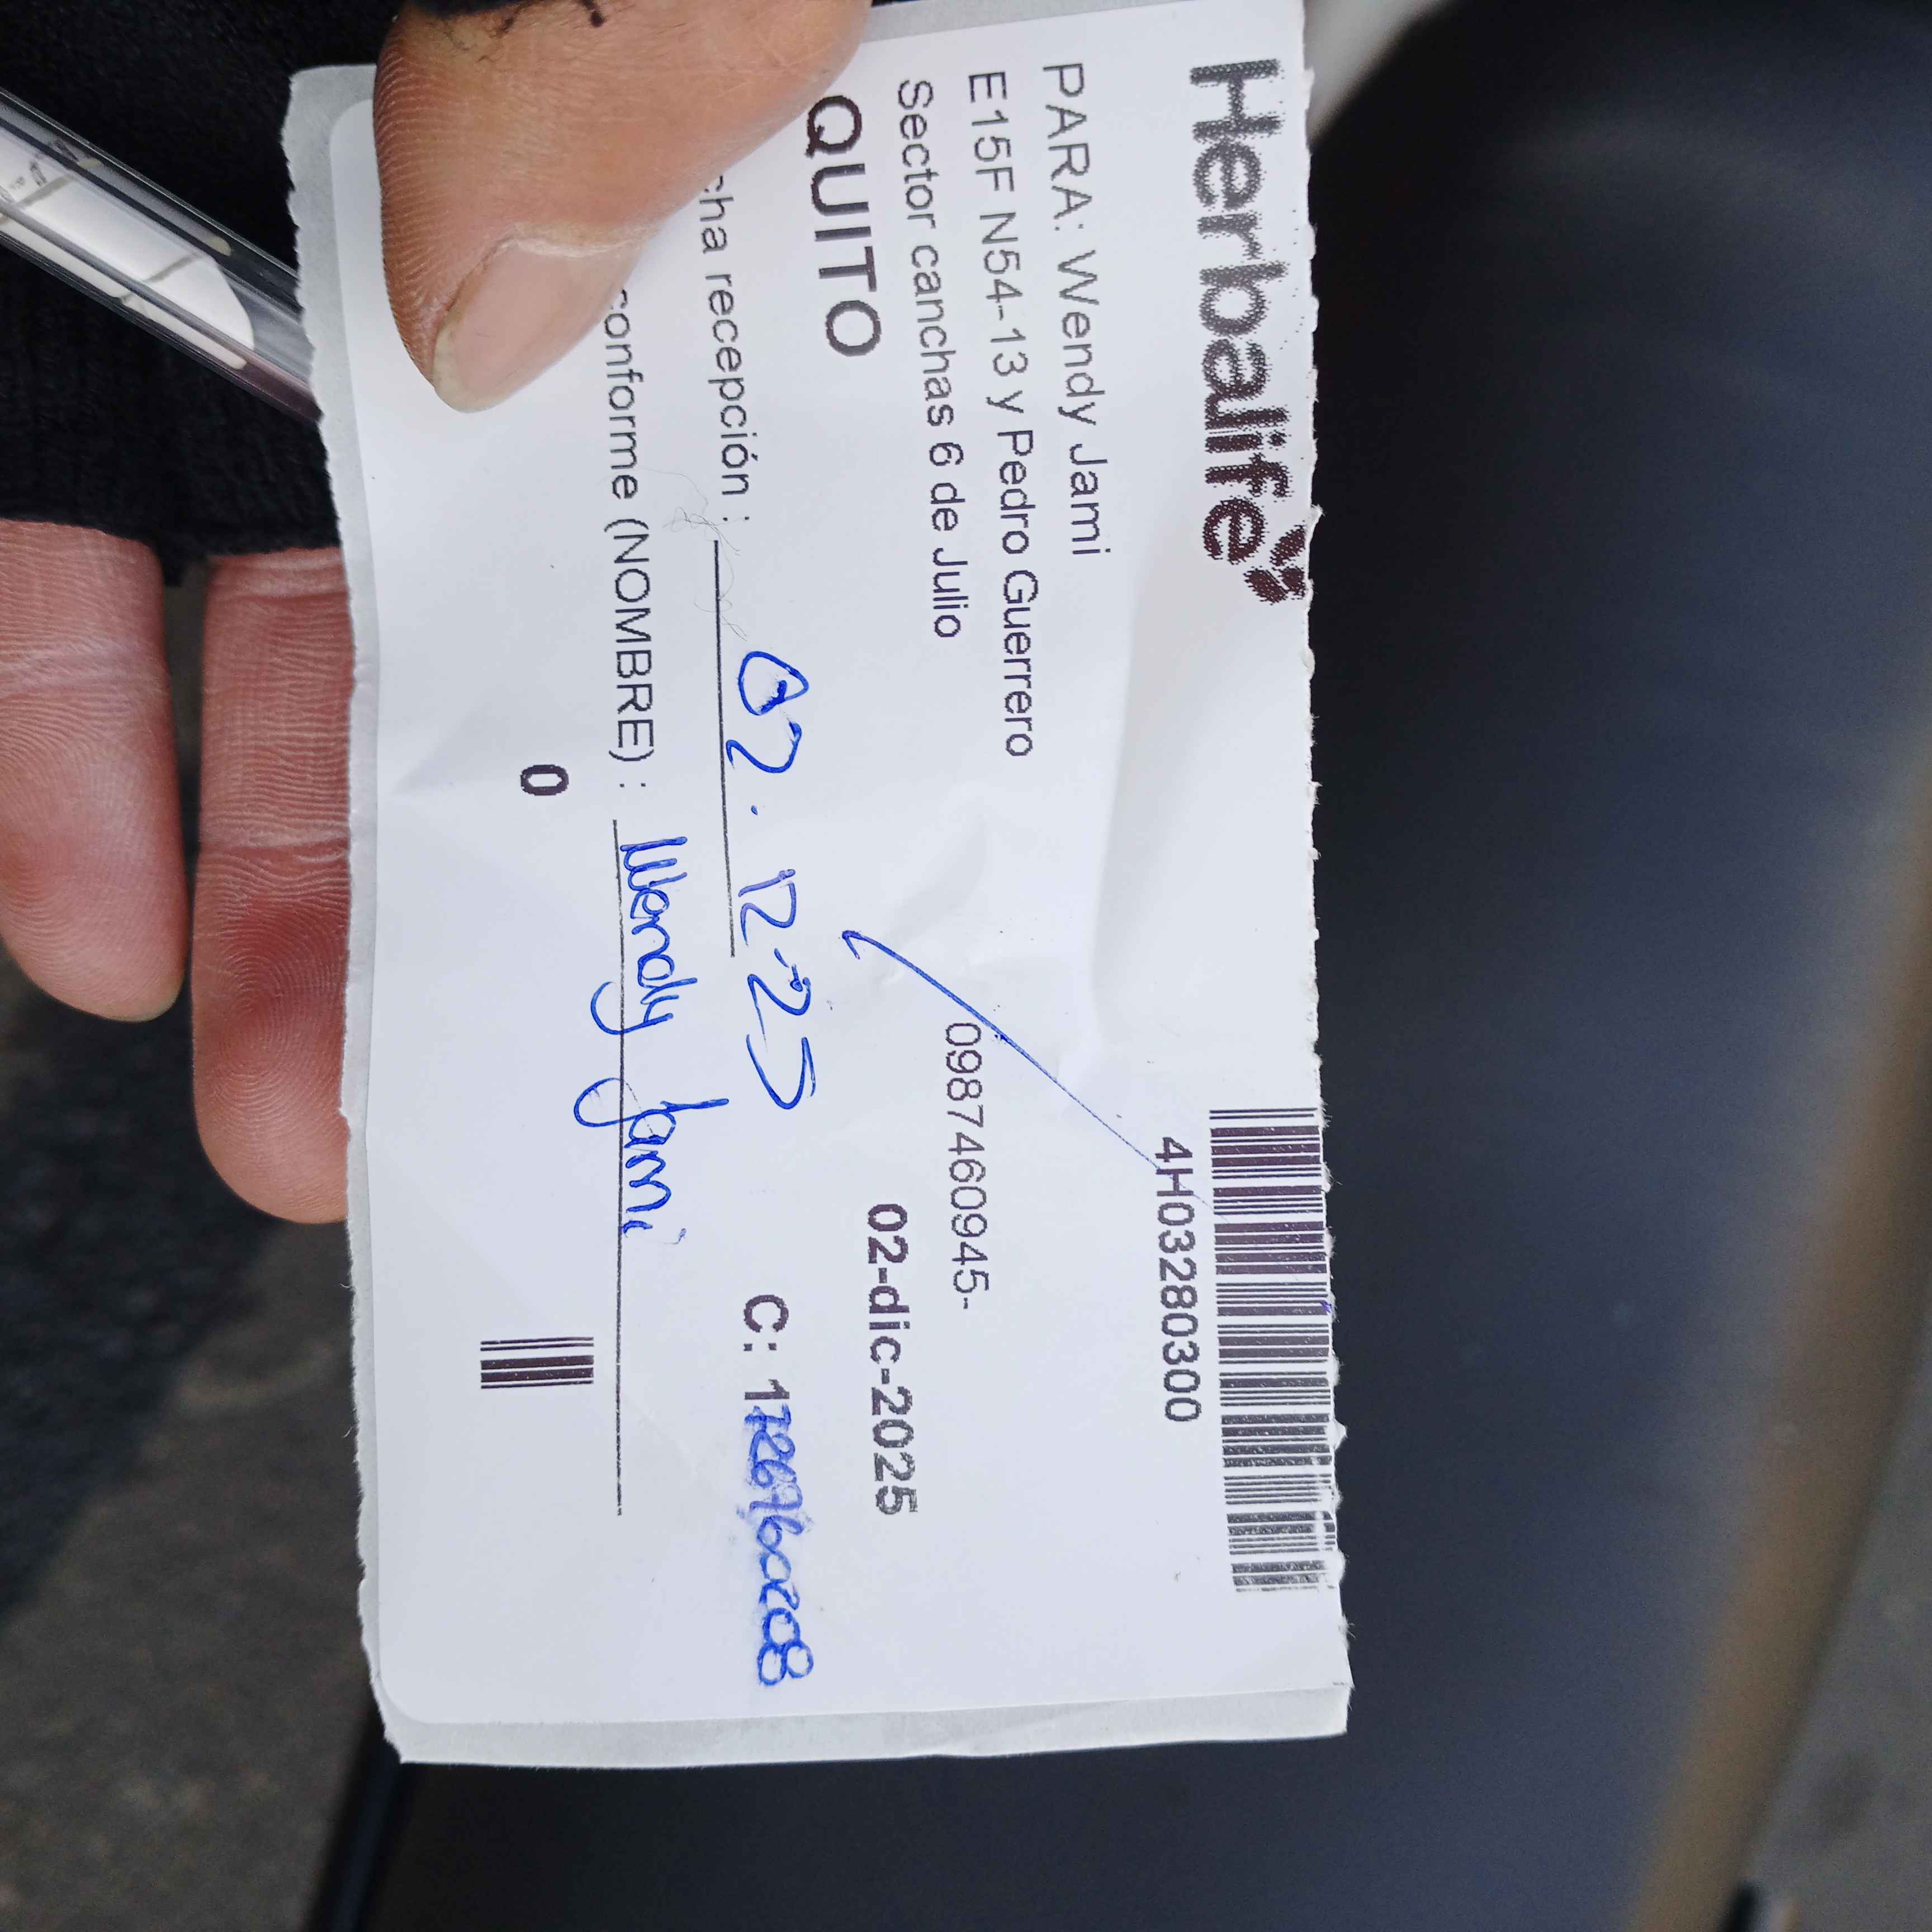 Herbalife
4H03280300
PARA: Wendy Jami
E15F N54-13 y Pedro Guerrero
Sector canchas 6 de Julio
0987460945-
QUITO
02-dic-2025
cha recepción : 02.12-25
C: 1
conforme (NOMBRE) : Wendy Jami
0